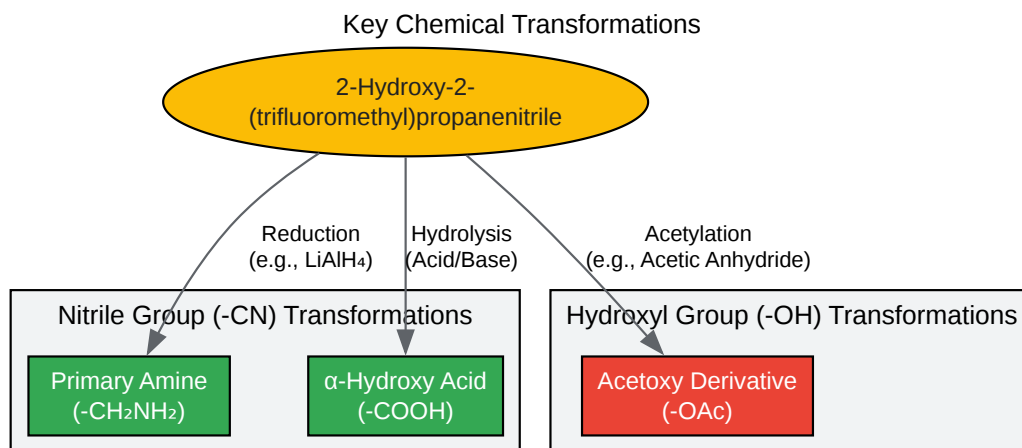 Key Chemical Transformations
2-Hydroxy-2-
(trifluoromethyl)propanenitrile
Reduction
(e.g., LiAlH₄)
Hydrolysis
(Acid/Base)
Acetylation
(e.g., Acetic Anhydride)
Nitrile Group (-CN) Transformations
Primary Amine
(-CH₂NH₂)
α-Hydroxy Acid
(-COOH)
Hydroxyl Group (-OH) Transformations
Acetoxy Derivative
(-OAc)